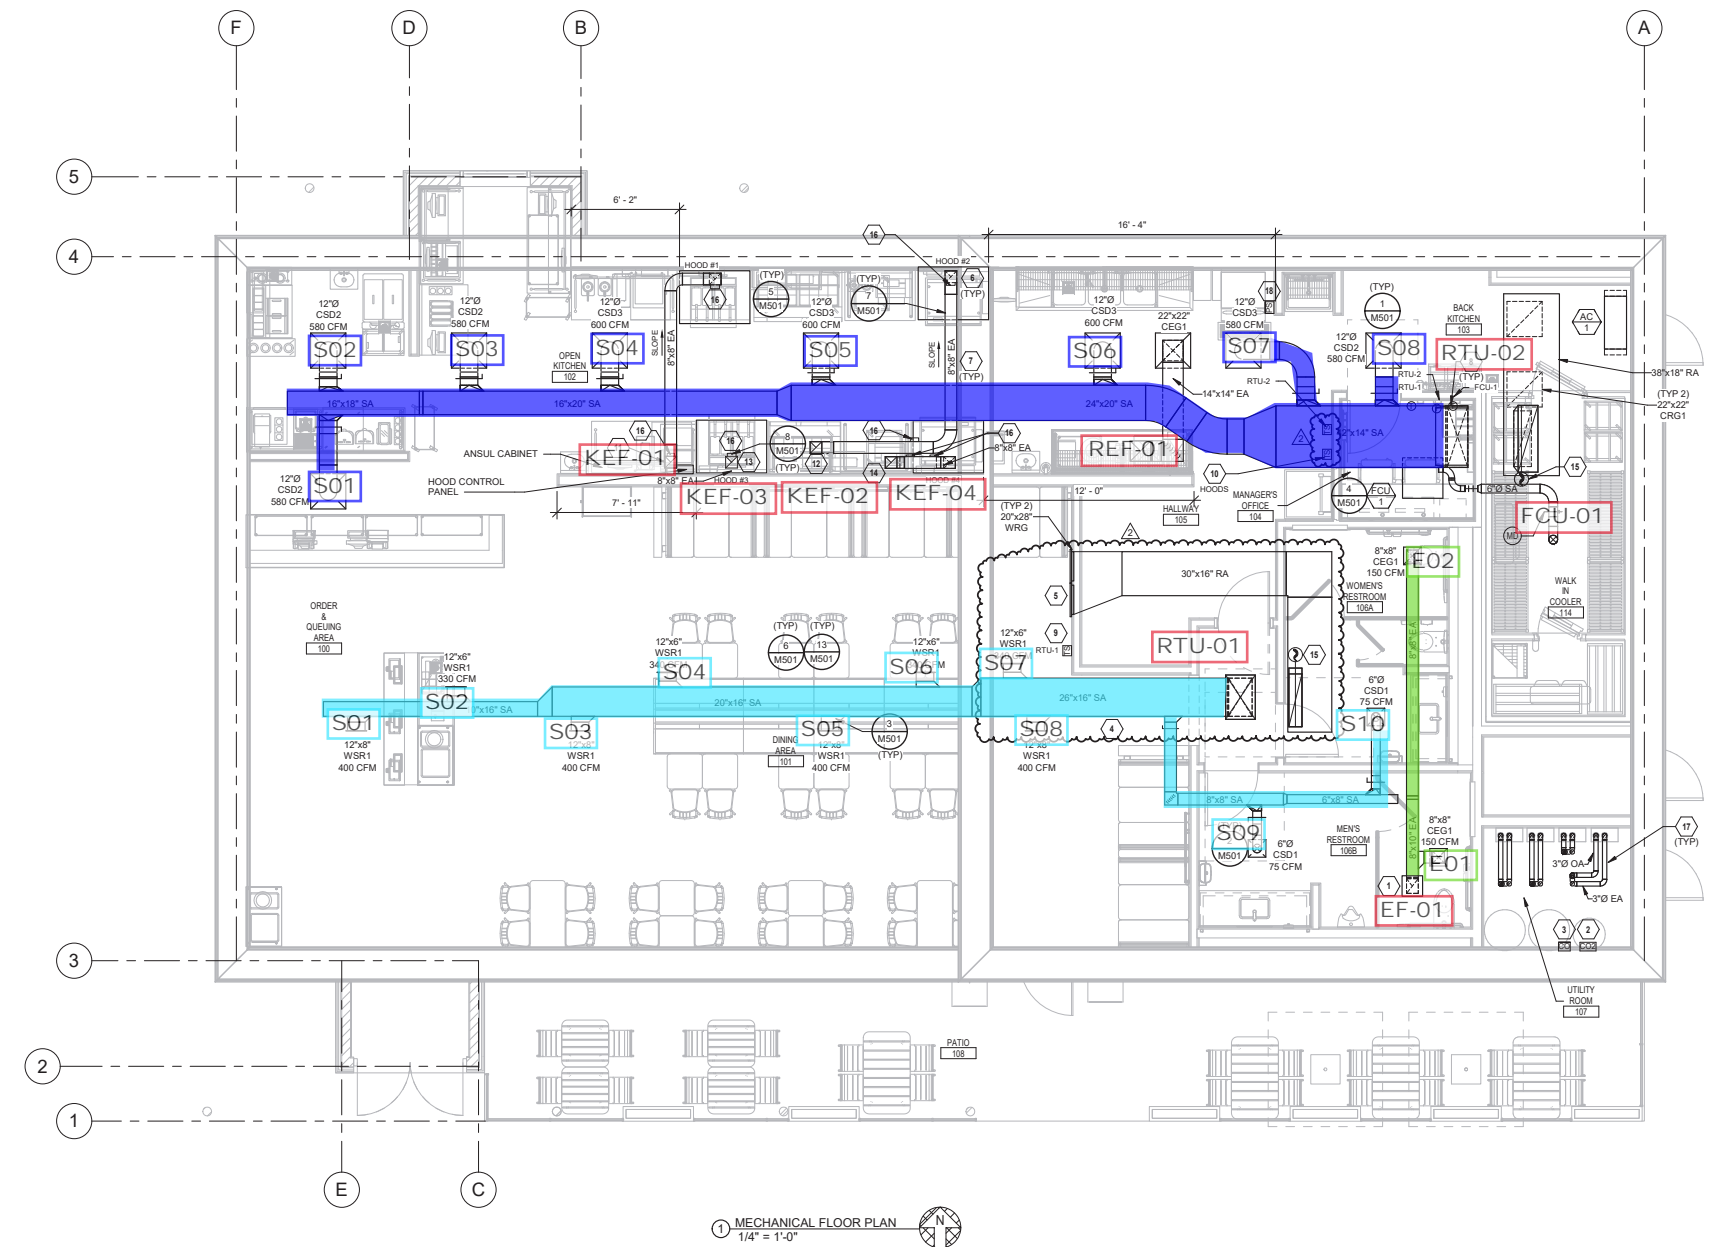 F
D
B
A
5
4
6' - 2"
16' - 4"
16
HOOD #1
HOOD #2
(TYP)
5
M501
(TYP)
7
M501
6
(TYP)
16
18
(TYP)
1
M501
BACK
KITCHEN
103
AC
1
12"Ø
CSD2
580 CFM
12"Ø
CSD2
580 CFM
12"Ø
CSD3
600 CFM
12"Ø
CSD3
600 CFM
12"Ø
CSD3
600 CFM
22"x22"
CEG1
12"Ø
CSD3
580 CFM
12"Ø
CSD2
580 CFM
SLOPE
8"x8" EA
SLOPE
8"x8" EA
7
(TYP)
S02
S03
S04
S05
S06
S07
S08
RTU-02
OPEN
KITCHEN
102
RTU-2
RTU-2
RTU-1
(TYP)
FCU-1
38"x18" RA
14"x14" EA
(TYP 2)
22"x22"
CRG1
16"x18" SA
16"x20" SA
24"x20" SA
2
42"x14" SA
16
16
8
M501
(TYP)
16
16
12
13
14
8"x8" EA
ANSUL CABINET
KEF-01
REF-01
10
HOODS
15
HOOD CONTROL
PANEL
8"x8" EA
HOOD #3
12"Ø
CSD2
580 CFM
S01
KEF-03
KEF-02
KEF-04
7' - 11"
12' - 0"
(TYP 2)
20"x28"
WRG
2
HALLWAY
105
MANAGER'S
OFFICE
104
4
M501
FCU
1
6"Ø SA
FCU-01
MD
30"x16" RA
8"x8"
CEG1
150 CFM
E02
WOMEN'S
RESTROOM
106A
8"x8" EA
WALK
IN
COOLER
114
5
9
RTU-1
RTU-01
15
ORDER
&
QUEUING
AREA
100
(TYP)
6
M501
(TYP)
13
M501
12"x6"
WSR1
330 CFM
12"x6"
WSR1
12"x6"
WSR1
12"x6"
WSR1
S01
S02
S03
S04
S05
S06
S07
S08
S10
20"x16" SA
26"x16" SA
6"Ø
CSD1
75 CFM
12"x8"
WSR1
400 CFM
12"x8"
WSR1
400 CFM
DINING
AREA
101
12"x8"
WSR1
400 CFM
3
M501
(TYP)
12"x8"
WSR1
400 CFM
4
8"x8" SA
6"x8" SA
S09
M501
6"Ø
CSD1
75 CFM
MEN'S
RESTROOM
106B
8"x10" EA
8"x8"
CEG1
150 CFM
E01
1
EF-01
3"Ø OA
3"Ø EA
17
(TYP)
3
2
CO2
UTILITY
ROOM
107
3
2
1
PATIO
108
E
C
1
MECHANICAL FLOOR PLAN
1/4" = 1'-0"
N